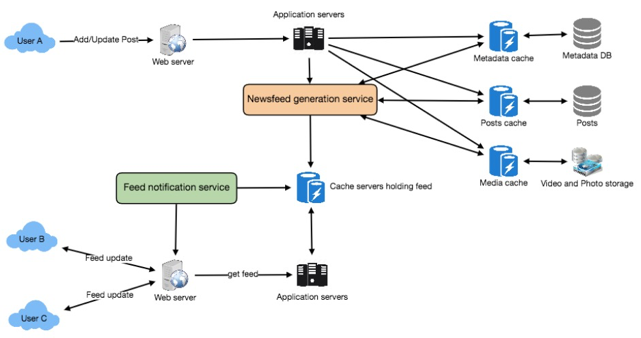 Application servers
User A
Add/Update Post
Web server
Metadata cache
Metadata DB
Newsfeed generation service
Posts cache
Posts
Feed notification service
Cache servers holding feed
Media cache
Video and Photo storage
User B
Feed update
get feed
Feed update
Web server
Application servers
User C